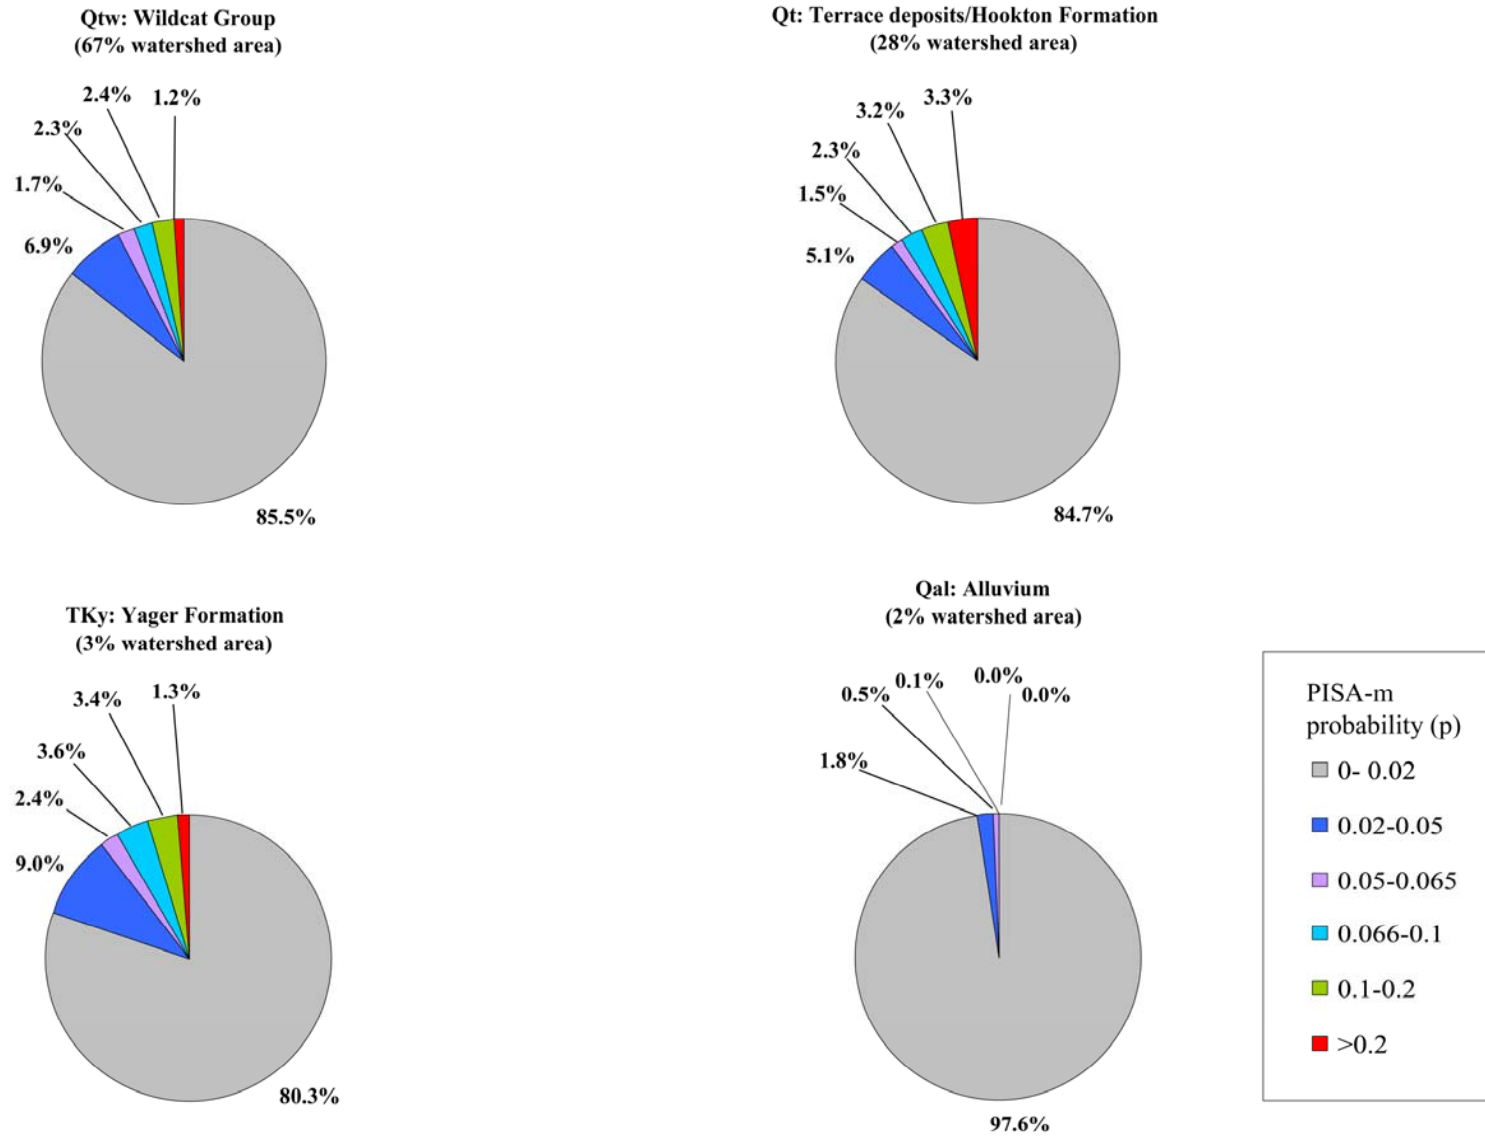 Qtw: Wildcat Group
(67% watershed area)
2.4% 1.2%
2.3%
1.7%
6.9%
85.5%
Qt: Terrace deposits/Hookton Formation
(28% watershed area)
3.3%
3.2%
2.3%
1.5%
5.1%
84.7%
TKy: Yager Formation
(3% watershed area)
3.4% 1.3%
3.6%
2.4%
9.0%
80.3%
Qal: Alluvium
(2% watershed area)
0.1% 0.0%
0.5% 0.0%
1.8%
97.6%
PISA-m
probability (p)
0- 0.02
0.02-0.05
0.05-0.065
0.066-0.1
0.1-0.2
>0.2